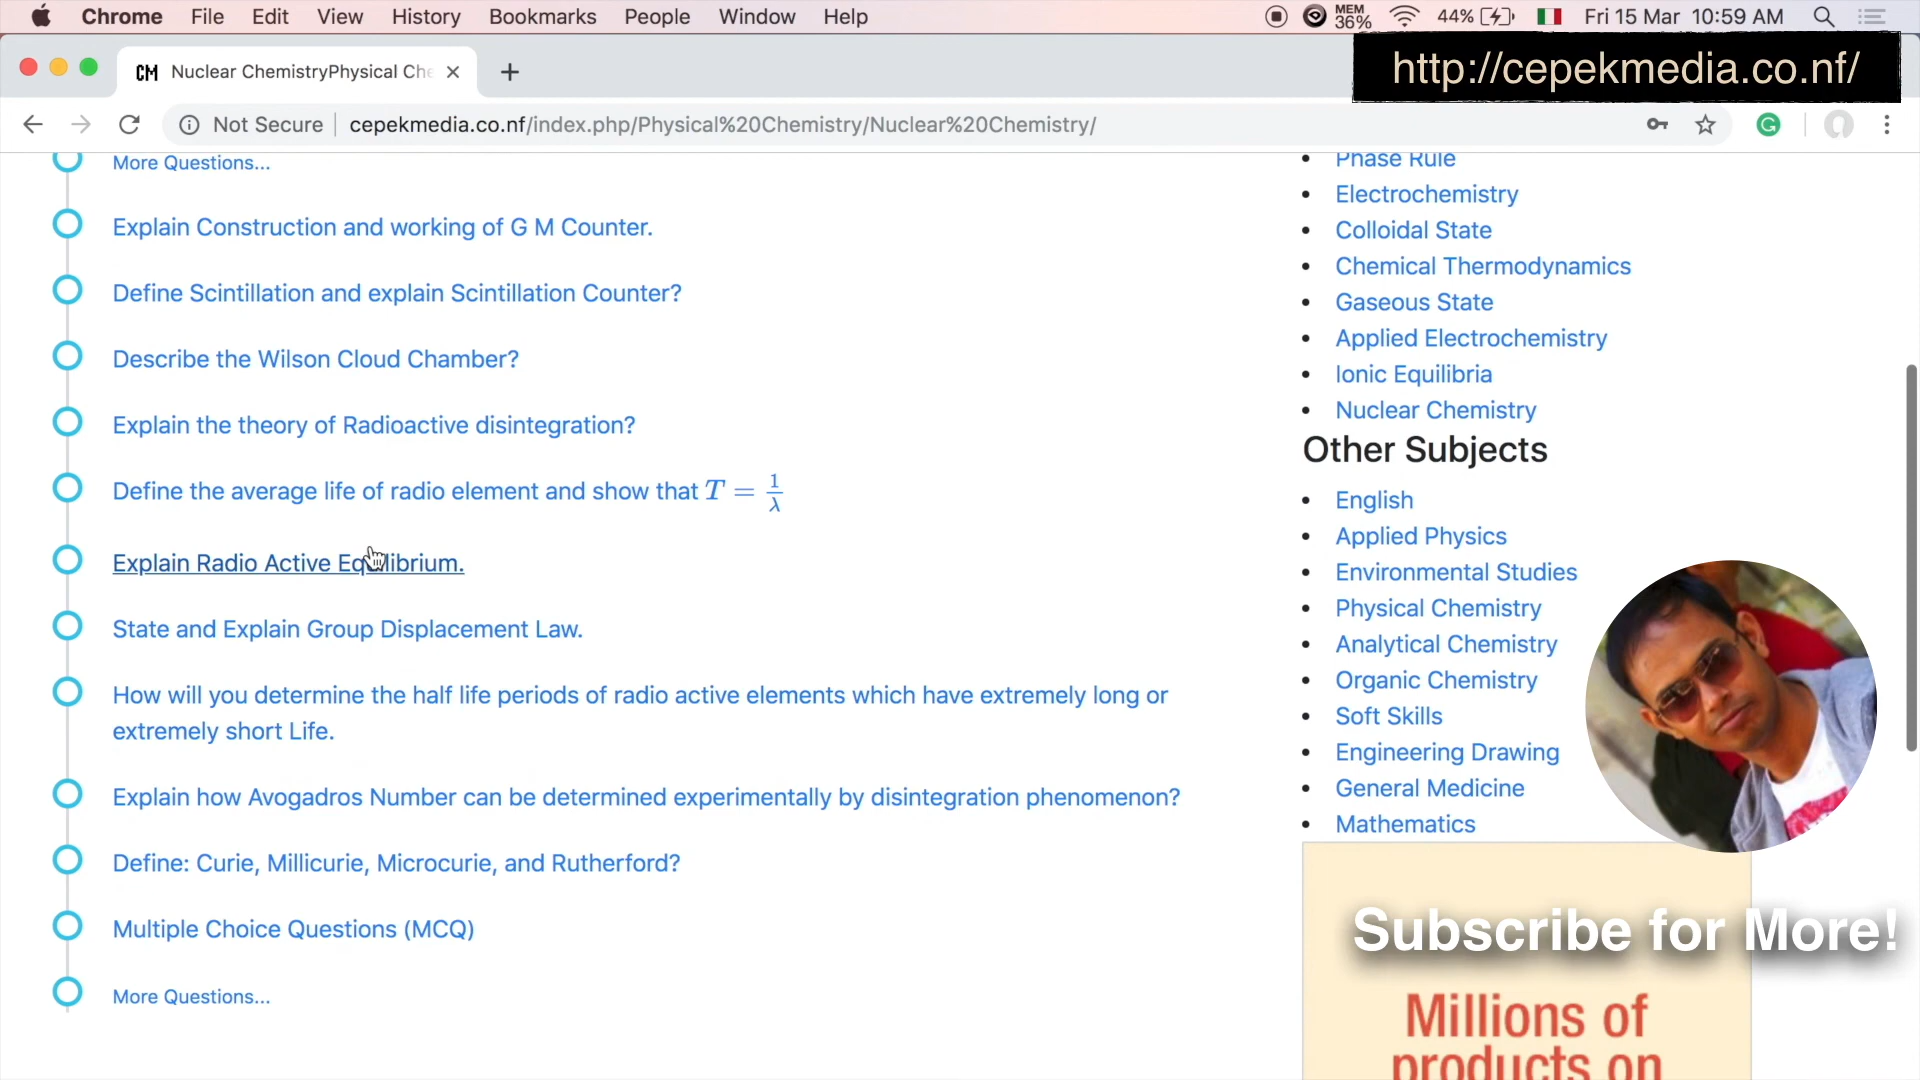 Chrome File Edit View History Bookmarks People Window Help MEM 36% 44% Fri 15 Mar 10:59 AM
CM Nuclear ChemistryPhysical Che
http://cepekmedia.co.nf/
Not Secure cepekmedia.co.nf/index.php/Physical%20Chemistry/Nuclear%20Chemistry/
More Questions...
Explain Construction and working of G M Counter.
Define Scintillation and explain Scintillation Counter?
Describe the Wilson Cloud Chamber?
Explain the theory of Radioactive disintegration?
Define the average life of radio element and show that T = 1/λ
Explain Radio Active Equilibrium.
State and Explain Group Displacement Law.
How will you determine the half life periods of radio active elements which have extremely long or
extremely short Life.
Explain how Avogadros Number can be determined experimentally by disintegration phenomenon?
Define: Curie, Millicurie, Microcurie, and Rutherford?
Multiple Choice Questions (MCQ)
More Questions...
Phase Rule
Electrochemistry
Colloidal State
Chemical Thermodynamics
Gaseous State
Applied Electrochemistry
Ionic Equilibria
Nuclear Chemistry
Other Subjects
English
Applied Physics
Environmental Studies
Physical Chemistry
Analytical Chemistry
Organic Chemistry
Soft Skills
Engineering Drawing
General Medicine
Mathematics
Subscribe for More!
Millions of
products on